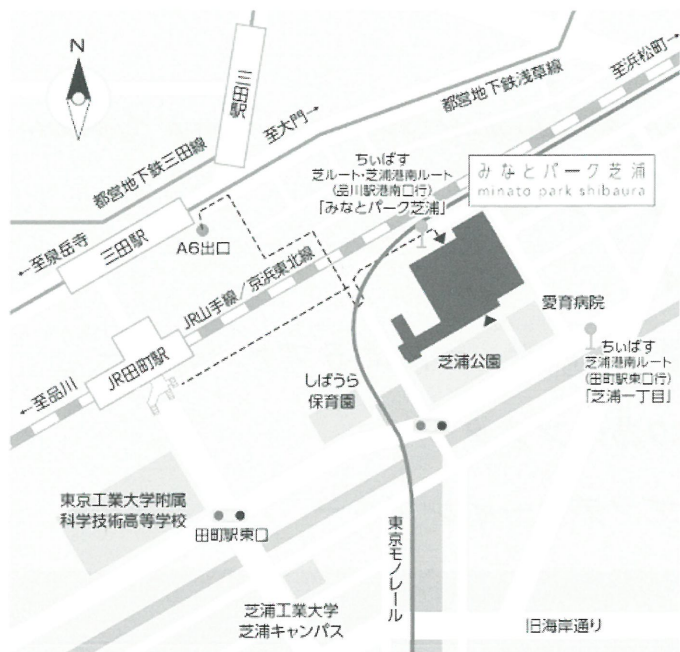 N
三田駅
至大門→
都営地下鉄浅草線
至浜松町→
都営地下鉄三田線
ちぃばす
芝ルート・芝浦港南ルート
(品川駅港南口行)
「みなとパーク芝浦」
みなとパーク芝浦
minato park shibaura
←至泉岳寺
三田駅
A6出口
JR山手線/京浜東北線
愛育病院
JR田町駅
芝浦公園
ちぃばす
芝浦港南ルート
(田町駅東口行)
「芝浦一丁目」
←至品川
しばうら
保育園
東京工業大学附属
科学技術高等学校
田町駅東口
東京モノレール
芝浦工業大学
芝浦キャンパス
旧海岸通り